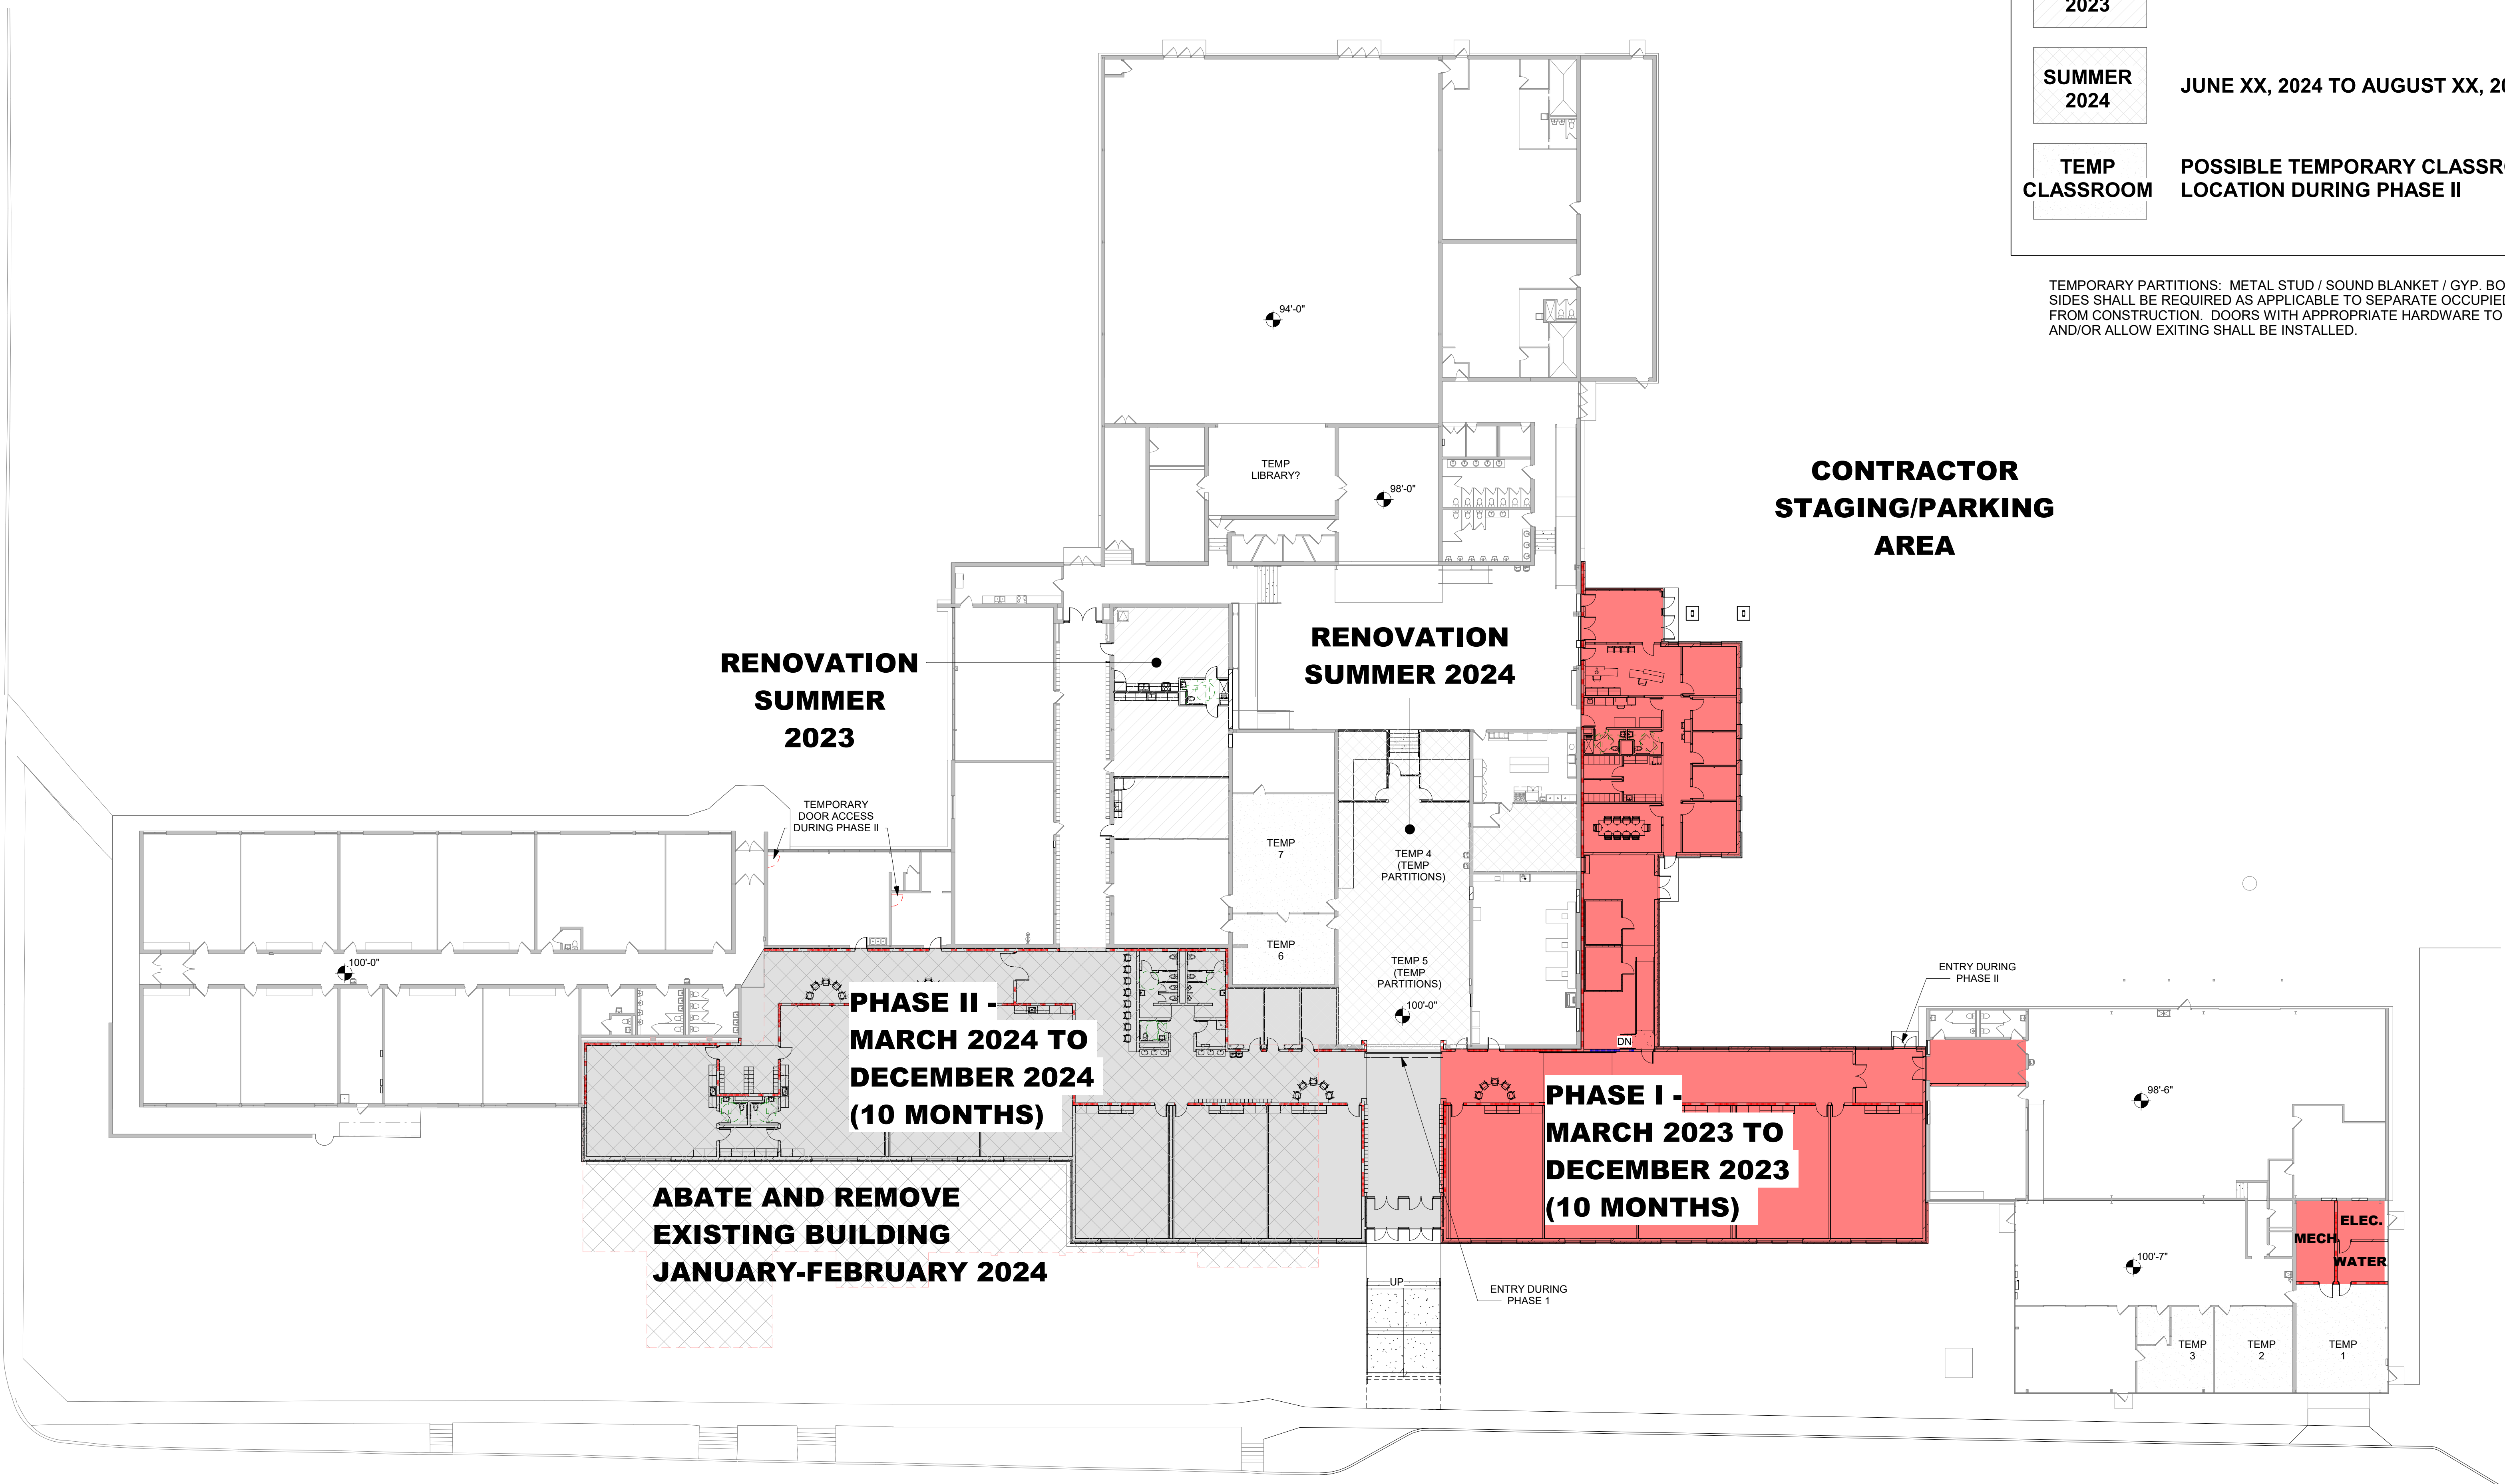 2023
SUMMER
2024
JUNE XX, 2024 TO AUGUST XX,
TEMP
CLASSROOM
POSSIBLE TEMPORARY
LOCATION DURING PHASE II
TEMPORARY PARTITIONS: METAL STUD / SOUND BLANKET / GYP.
SIDES SHALL BE REQUIRED AS APPLICABLE TO SEPARATE
FROM CONSTRUCTION. DOORS WITH APPROPRIATE HARDWARE TO
AND/OR ALLOW EXITING SHALL BE INSTALLED.
94'-0"
TEMP
LIBRARY?
98'-0"
CONTRACTOR
STAGING/PARKING
AREA
RENOVATION
SUMMER
2023
RENOVATION
SUMMER 2024
TEMPORARY
DOOR ACCESS
DURING PHASE II
TEMP
7
TEMP 4
(TEMP
PARTITIONS)
TEMP
6
TEMP 5
(TEMP
PARTITIONS)
100'-0"
100'-0"
ENTRY DURING
PHASE II
DN
PHASE II -
MARCH 2024 TO
DECEMBER 2024
(10 MONTHS)
PHASE I -
MARCH 2023 TO
DECEMBER 2023
(10 MONTHS)
98'-6"
ABATE AND REMOVE
EXISTING BUILDING
JANUARY-FEBRUARY 2024
UP
ENTRY DURING
PHASE 1
100'-7"
MECH
ELEC.
WATER
TEMP
3
TEMP
2
TEMP
1